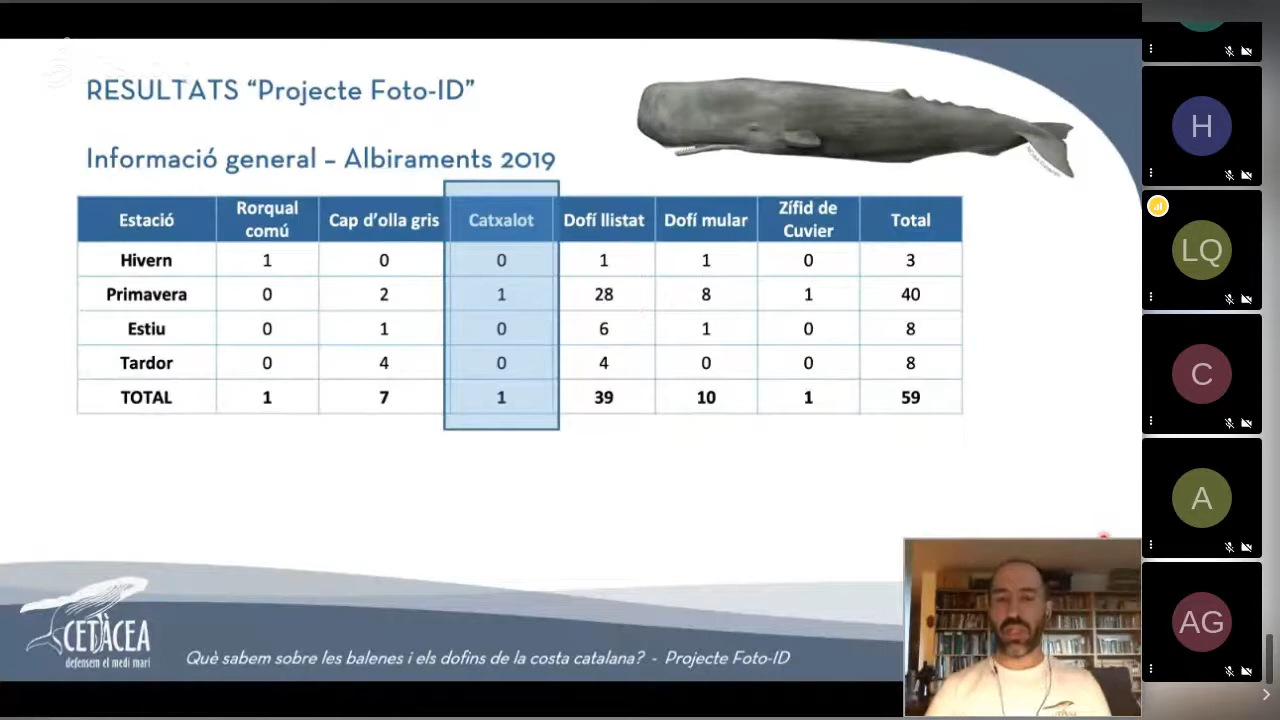 RESULTATS “Projecte Foto-ID”
Informació general – Albiraments 2019
Estació Rorqual comú Cap d’olla gris Catxalot Dofí llistat Dofí mular Zífid de Cuvier Total
Hivern 1 0 0 1 1 0 3
Primavera 0 2 1 28 8 1 40
Estiu 0 1 0 6 1 0 8
Tardor 0 4 0 4 0 0 8
TOTAL 1 7 1 39 10 1 59
CETÀCEA
defensem el medi marí
Què sabem sobre les balenes i els dofins de la costa catalana? - Projecte Foto-ID
H
LQ
C
A
AG